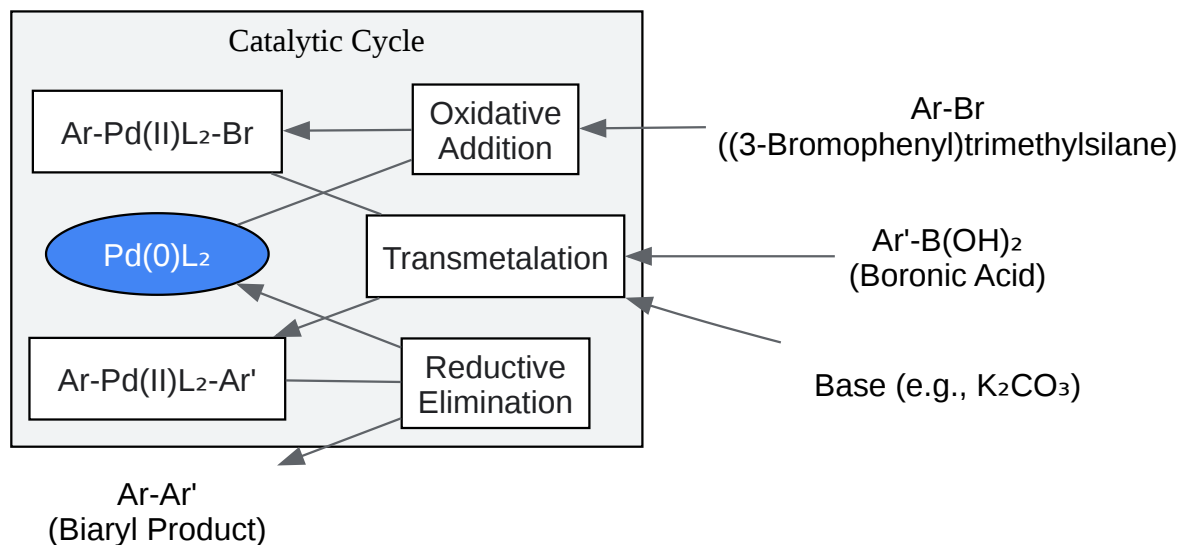 Catalytic Cycle
Ar-Pd(II)L₂-Br
Oxidative
Addition
Ar-Br
((3-Bromophenyl)trimethylsilane)
Pd(0)L₂
Transmetalation
Ar'-B(OH)₂
(Boronic Acid)
Ar-Pd(II)L₂-Ar'
Reductive
Elimination
Base (e.g., K₂CO₃)
Ar-Ar'
(Biaryl Product)